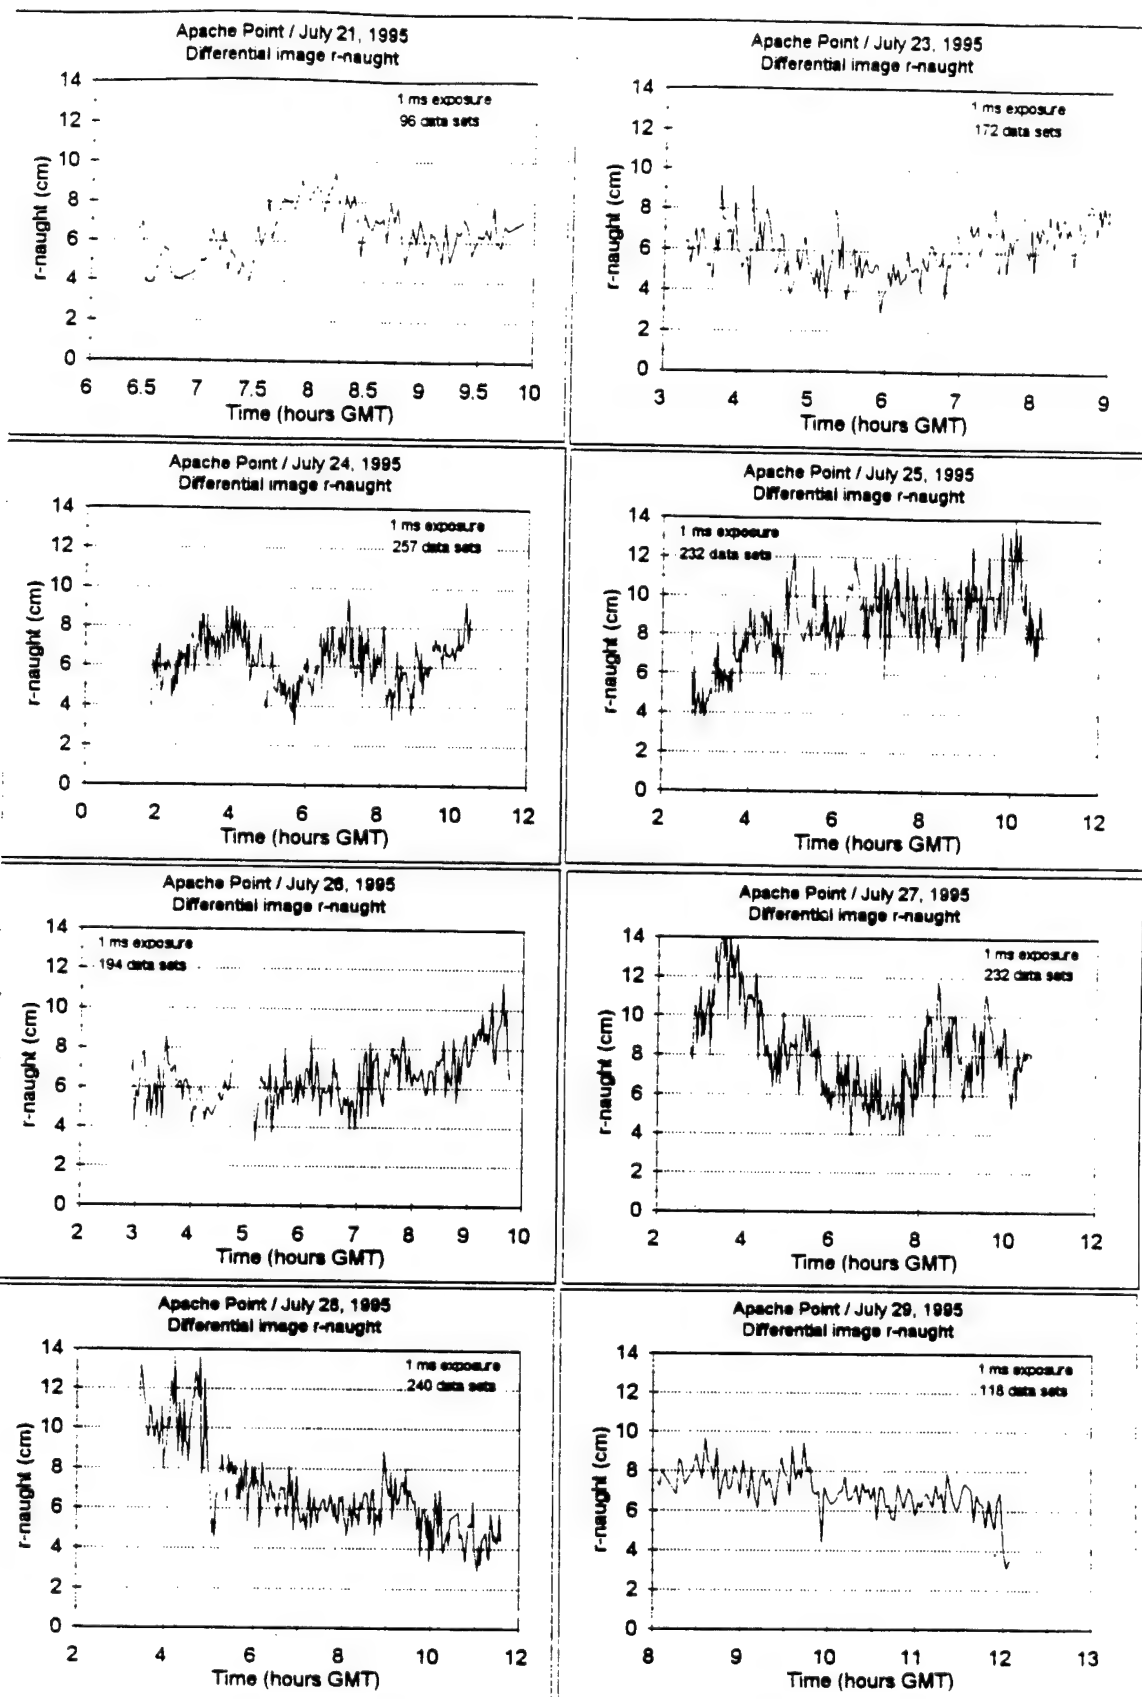 Apache Point / July 21, 1995
Differential image r-naught
1 ms exposure
96 data sets
r-naught (cm)
14
12
10
8
6
4
2
0
6 6.5 7 7.5 8 8.5 9 9.5 10
Time (hours GMT)
Apache Point / July 23, 1995
Differential image r-naught
1 ms exposure
172 data sets
r-naught (cm)
14
12
10
8
6
4
2
0
3 4 5 6 7 8 9
Time (hours GMT)
Apache Point / July 24, 1995
Differential image r-naught
1 ms exposure
257 data sets
r-naught (cm)
14
12
10
8
6
4
2
0
0 2 4 6 8 10 12
Time (hours GMT)
Apache Point / July 25, 1995
Differential image r-naught
1 ms exposure
232 data sets
r-naught (cm)
14
12
10
8
6
4
2
0
2 4 6 8 10 12
Time (hours GMT)
Apache Point / July 26, 1995
Differential image r-naught
1 ms exposure
194 data sets
r-naught (cm)
14
12
10
8
6
4
2
0
2 3 4 5 6 7 8 9 10
Time (hours GMT)
Apache Point / July 27, 1995
Differential image r-naught
1 ms exposure
232 data sets
r-naught (cm)
14
12
10
8
6
4
2
0
2 4 6 8 10 12
Time (hours GMT)
Apache Point / July 28, 1995
Differential image r-naught
1 ms exposure
240 data sets
r-naught (cm)
14
12
10
8
6
4
2
0
2 4 6 8 10 12
Time (hours GMT)
Apache Point / July 29, 1995
Differential image r-naught
1 ms exposure
118 data sets
r-naught (cm)
14
12
10
8
6
4
2
0
8 9 10 11 12 13
Time (hours GMT)